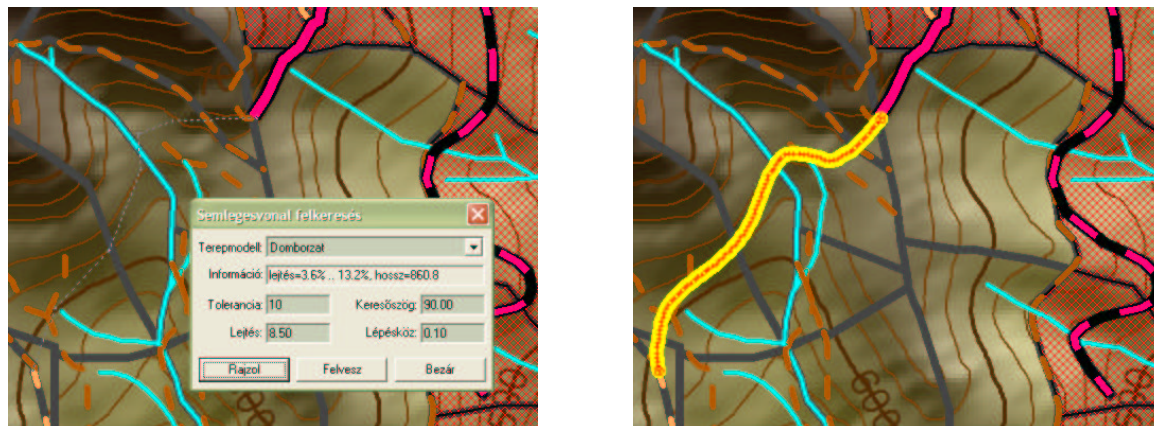 Semlegesvonal felkeresés
Terepmodell: Domborzat
Információ: lejtés=3.6% .. 13.2%, hossz=860.8
Tolerancia: 10 Keresőszög: 90.00
Lejtés: 8.50 Lépésköz: 0.10
Rajzol Felvesz Bezár